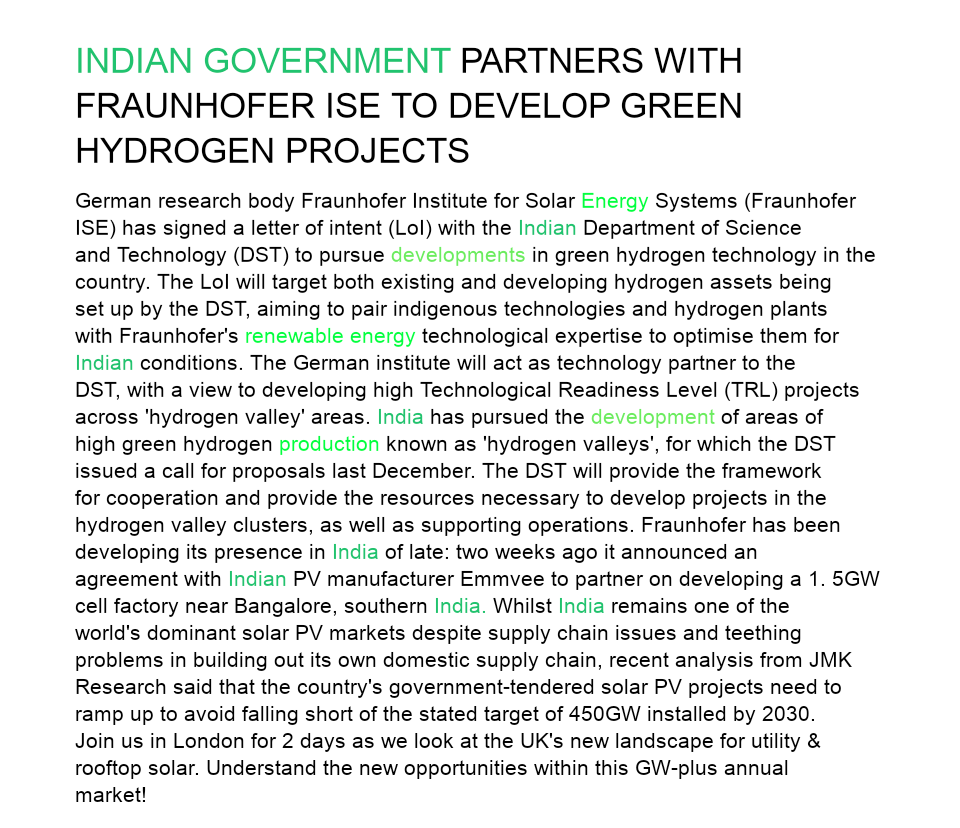 INDIAN GOVERNMENT PARTNERS WITH
FRAUNHOFER ISE TO DEVELOP GREEN
HYDROGEN PROJECTS
German research body Fraunhofer Institute for Solar Energy Systems (Fraunhofer
ISE) has signed a letter of intent (LoI) with the Indian Department of Science
and Technology (DST) to pursue developments in green hydrogen technology in the
country. The LoI will target both existing and developing hydrogen assets being
set up by the DST, aiming to pair indigenous technologies and hydrogen plants
with Fraunhofer's renewable energy technological expertise to optimise them for
Indian conditions. The German institute will act as technology partner to the
DST, with a view to developing high Technological Readiness Level (TRL) projects
across 'hydrogen valley' areas. India has pursued the development of areas of
high green hydrogen production known as 'hydrogen valleys', for which the DST
issued a call for proposals last December. The DST will provide the framework
for cooperation and provide the resources necessary to develop projects in the
hydrogen valley clusters, as well as supporting operations. Fraunhofer has been
developing its presence in India of late: two weeks ago it announced an
agreement with Indian PV manufacturer Emmvee to partner on developing a 1. 5GW
cell factory near Bangalore, southern India. Whilst India remains one of the
world's dominant solar PV markets despite supply chain issues and teething
problems in building out its own domestic supply chain, recent analysis from JMK
Research said that the country's government-tendered solar PV projects need to
ramp up to avoid falling short of the stated target of 450GW installed by 2030.
Join us in London for 2 days as we look at the UK's new landscape for utility &
rooftop solar. Understand the new opportunities within this GW-plus annual
market!